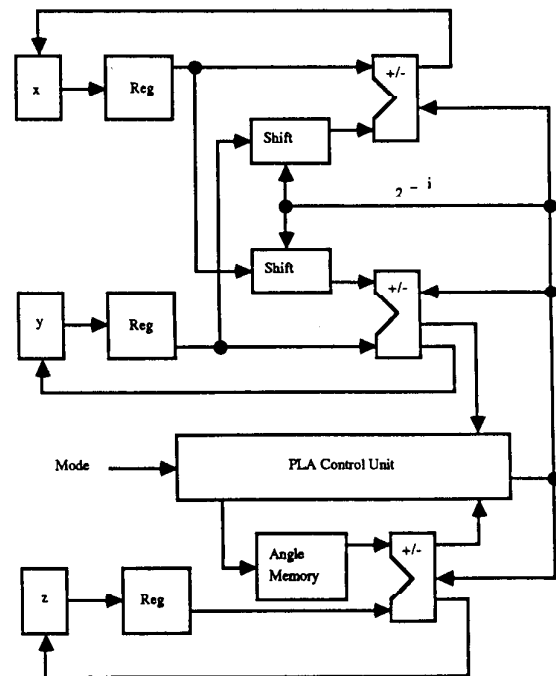 x
Reg
+/-
Shift
2 - i
Shift
+/-
y
Reg
Mode
PLA Control Unit
Angle
Memory
+/-
z
Reg